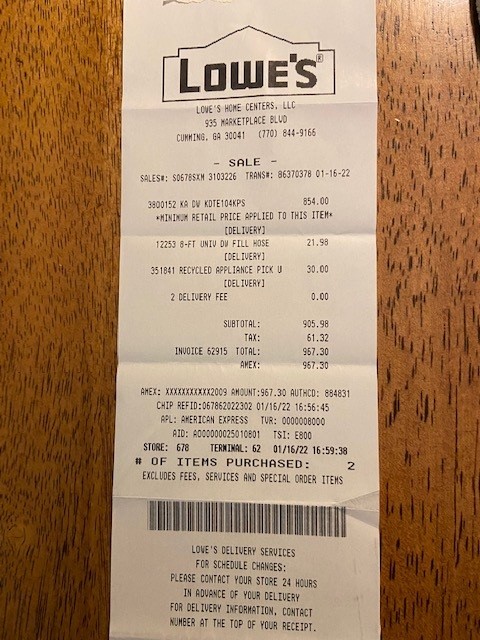 LOWE'S®
LOWE'S HOME CENTERS, LLC
935 MARKETPLACE BLVD
CUMMING, GA 30041 (770) 844-9166
- SALE -
SALES#: S0678SXM 3103226 TRANS#: 86370378 01-16-22
3800152 KA DW KDTE104KPS 854.00
*MINIMUM RETAIL PRICE APPLIED TO THIS ITEM*
[DELIVERY]
12253 8-FT UNIV DW FILL HOSE 21.98
[DELIVERY]
351841 RECYCLED APPLIANCE PICK U 30.00
[DELIVERY]
2 DELIVERY FEE 0.00
SUBTOTAL: 905.98
TAX: 61.32
INVOICE 62915 TOTAL: 967.30
AMEX: 967.30
AMEX: XXXXXXXXXXX2009 AMOUNT:967.30 AUTHCD: 884831
CHIP REFID:067862022302 01/16/22 16:56:45
APL: AMERICAN EXPRESS TVR: 0000008000
AID: A000000025010801 TSI: E800
STORE: 678 TERMINAL: 62 01/16/22 16:59:38
# OF ITEMS PURCHASED: 2
EXCLUDES FEES, SERVICES AND SPECIAL ORDER ITEMS
LOWE'S DELIVERY SERVICES
FOR SCHEDULE CHANGES:
PLEASE CONTACT YOUR STORE 24 HOURS
IN ADVANCE OF YOUR DELIVERY
FOR DELIVERY INFORMATION, CONTACT
NUMBER AT THE TOP OF YOUR RECEIPT.